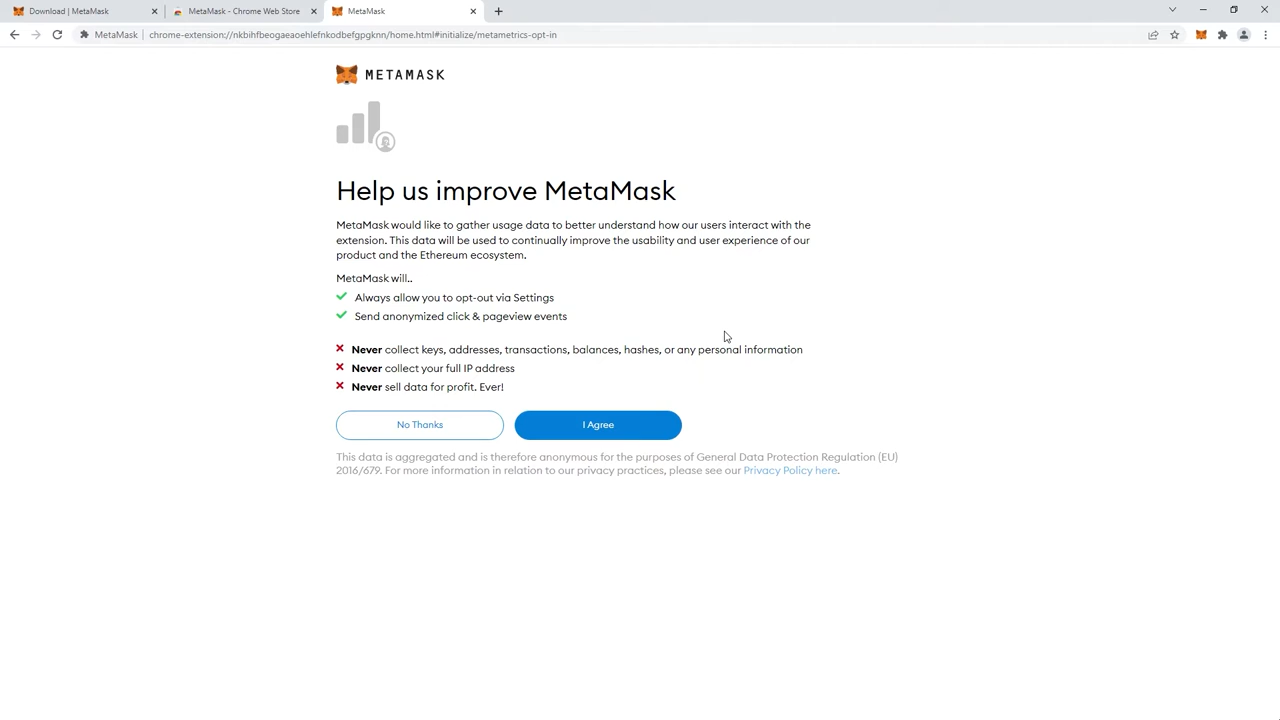 Download | MetaMask
MetaMask - Chrome Web Store
MetaMask
MetaMask
chrome-extension://nkbihfbeogaeaoehlefnkodbefgpgknn/home.html#initialize/metametrics-opt-in
METAMASK
Help us improve MetaMask
MetaMask would like to gather usage data to better understand how our users interact with the
extension. This data will be used to continually improve the usability and user experience of our
product and the Ethereum ecosystem.
MetaMask will..
Always allow you to opt-out via Settings
Send anonymized click & pageview events
Never collect keys, addresses, transactions, balances, hashes, or any personal information
Never collect your full IP address
Never sell data for profit. Ever!
No Thanks
I Agree
This data is aggregated and is therefore anonymous for the purposes of General Data Protection Regulation (EU)
2016/679. For more information in relation to our privacy practices, please see our Privacy Policy here.